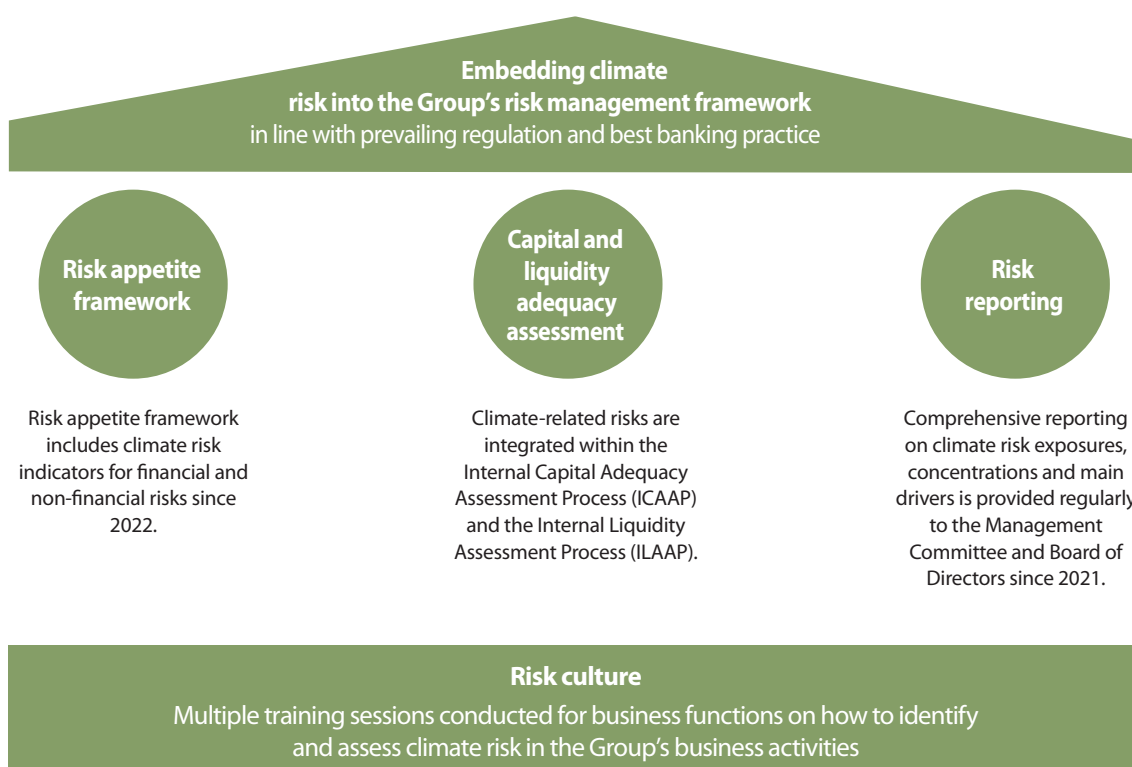 Embedding climate
risk into the Group's risk management framework
in line with prevailing regulation and best banking practice
Risk appetite
framework
Capital and
liquidity
adequacy
assessment
Risk
reporting
Risk appetite framework
includes climate risk
indicators for financial and
non-financial risks since
2022.
Climate-related risks are
integrated within the
Internal Capital Adequacy
Assessment Process (ICAAP)
and the Internal Liquidity
Assessment Process (ILAAP).
Comprehensive reporting
on climate risk exposures,
concentrations and main
drivers is provided regularly
to the Management
Committee and Board of
Directors since 2021.
Risk culture
Multiple training sessions conducted for business functions on how to identify
and assess climate risk in the Group's business activities